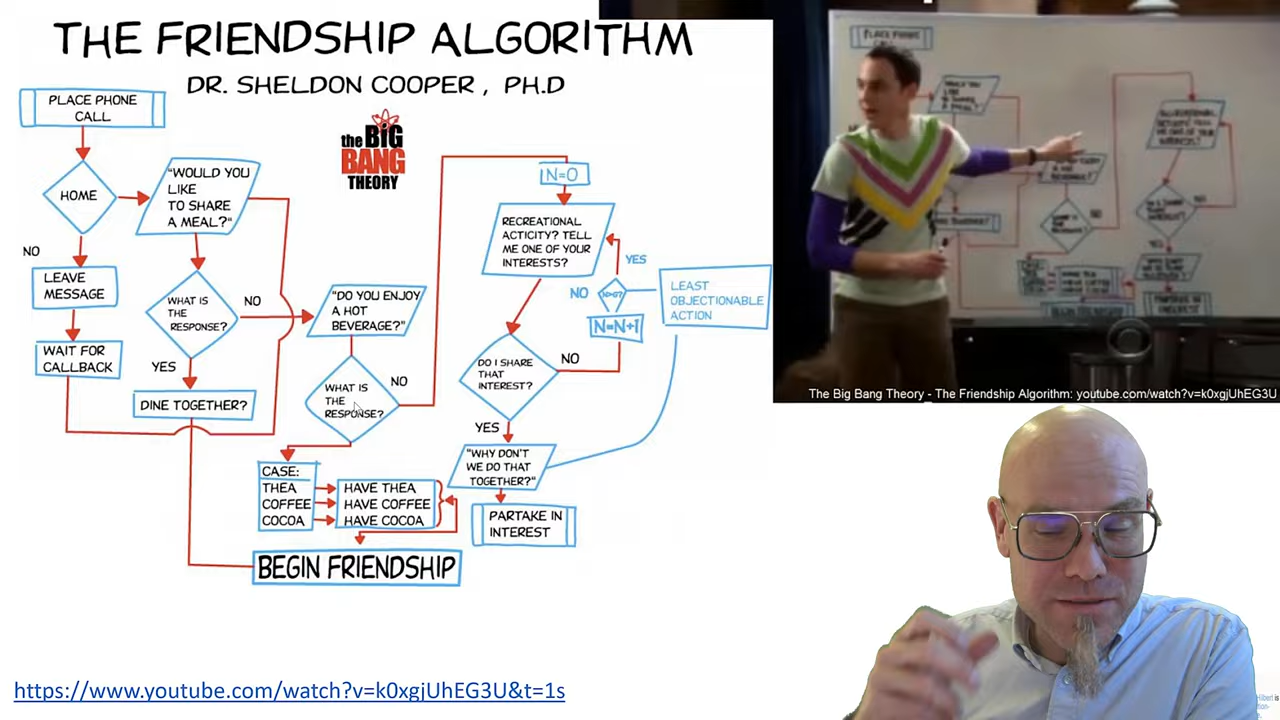 THE FRIENDSHIP ALGORITHM
DR. SHELDON COOPER , PH.D
the BIG
BANG
THEORY
PLACE PHONE
CALL
HOME
NO
LEAVE
MESSAGE
WAIT FOR
CALLBACK
"WOULD YOU
LIKE
TO SHARE
A MEAL?"
WHAT IS
THE
RESPONSE?
NO
YES
DINE TOGETHER?
"DO YOU ENJOY
A HOT
BEVERAGE?"
WHAT IS
THE
RESPONSE?
NO
CASE:
THEA
COFFEE
COCOA
HAVE THEA
HAVE COFFEE
HAVE COCOA
BEGIN FRIENDSHIP
N=0
RECREATIONAL
ACTICITY? TELL
ME ONE OF YOUR
INTERESTS?
YES
NO
N=N+1
LEAST
OBJECTIONABLE
ACTION
DO I SHARE
THAT
INTEREST?
NO
YES
"WHY DON'T
WE DO THAT
TOGETHER?"
PARTAKE IN
INTEREST
PLACE PHONE
The Big Bang Theory - The Friendship Algorithm: youtube.com/watch?v=k0xgjUhEG3U
https://www.youtube.com/watch?v=k0xgjUhEG3U&t=1s